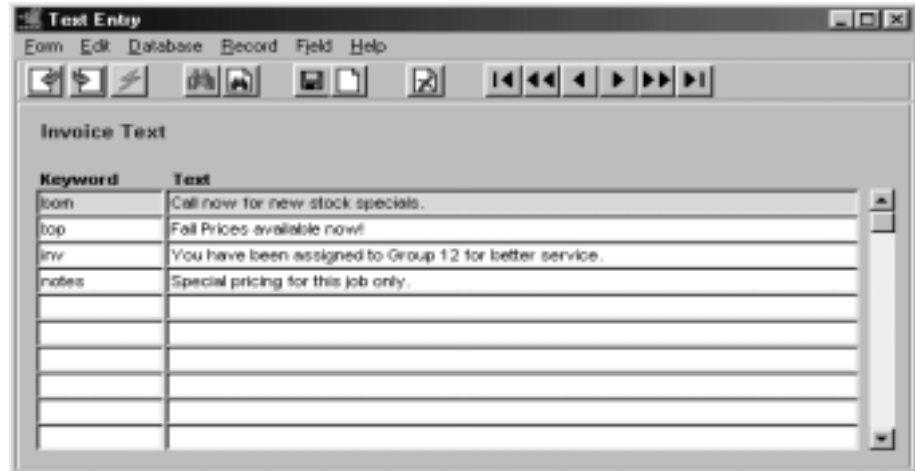 Text Entry
Form Edit Database Record Field Help
Invoice Text
Keyword Text
Call now for new stock specials.
top Fall Prices available now!
inv You have been assigned to Group 12 for better service.
notes Special pricing for this job only.